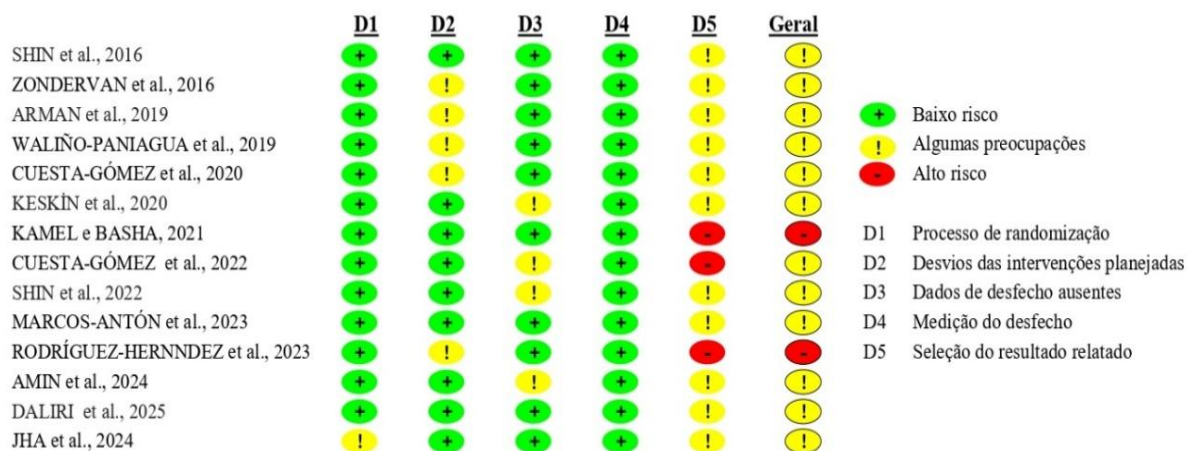 D1 D2 D3 D4 D5 Geral
SHIN et al., 2016 + + + + ! !
ZONDERVAN et al., 2016 + ! + + ! !
ARMAN et al., 2019 + ! + + ! !
WALIÑO-PANIAGUA et al., 2019 + ! + + ! !
CUESTA-GÓMEZ et al., 2020 + ! + + ! !
KESKİN et al., 2020 + + ! + ! !
KAMEL e BASHA, 2021 + + + + - -
CUESTA-GÓMEZ et al., 2022 + + ! + - !
SHIN et al., 2022 + + ! + ! !
MARCOS-ANTÓN et al., 2023 + + + + ! !
RODRÍGUEZ-HERNNDEZ et al., 2023 + ! + + - -
AMIN et al., 2024 + + ! + ! !
DALIRI et al., 2025 + + + + ! !
JHA et al., 2024 ! + + + ! !
+ Baixo risco
! Algumas preocupações
- Alto risco
D1 Processo de randomização
D2 Desvios das intervenções planejadas
D3 Dados de desfecho ausentes
D4 Medição do desfecho
D5 Seleção do resultado relatado